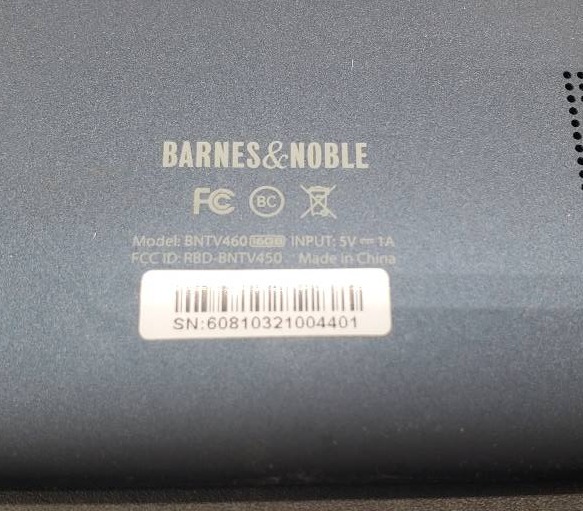 BARNES&NOBLE
FC BC
Model: BNTV460 16GB INPUT: 5V ⎓ 1A
FCC ID: RBD-BNTV450 Made in China
SN:60810321004401